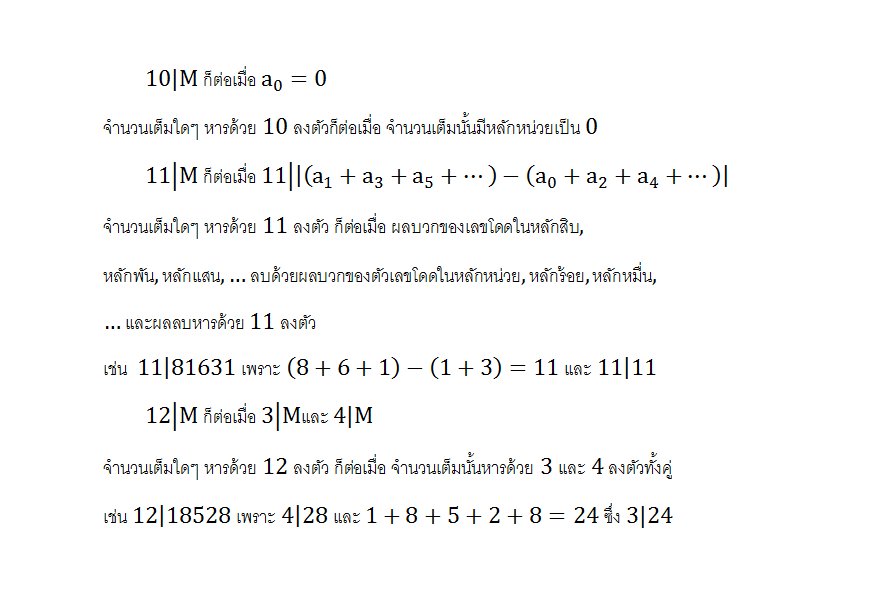 10|M ก็ต่อเมื่อ a₀ = 0
จำนวนเต็มใดๆ หารด้วย 10 ลงตัวก็ต่อเมื่อ จำนวนเต็มนั้นมีหลักหน่วยเป็น 0
11|M ก็ต่อเมื่อ 11||(a₁ + a₃ + a₅ + ⋯ ) − (a₀ + a₂ + a₄ + ⋯ )|
จำนวนเต็มใดๆ หารด้วย 11 ลงตัว ก็ต่อเมื่อ ผลบวกของเลขโดดในหลักสิบ,
หลักพัน, หลักแสน, … ลบด้วยผลบวกของตัวเลขโดดในหลักหน่วย, หลักร้อย, หลักหมื่น,
… และผลลบหารด้วย 11 ลงตัว
เช่น 11|81631 เพราะ (8 + 6 + 1) − (1 + 3) = 11 และ 11|11
12|M ก็ต่อเมื่อ 3|Mและ 4|M
จำนวนเต็มใดๆ หารด้วย 12 ลงตัว ก็ต่อเมื่อ จำนวนเต็มนั้นหารด้วย 3 และ 4 ลงตัวทั้งคู่
เช่น 12|18528 เพราะ 4|28 และ 1 + 8 + 5 + 2 + 8 = 24 ซึ่ง 3|24